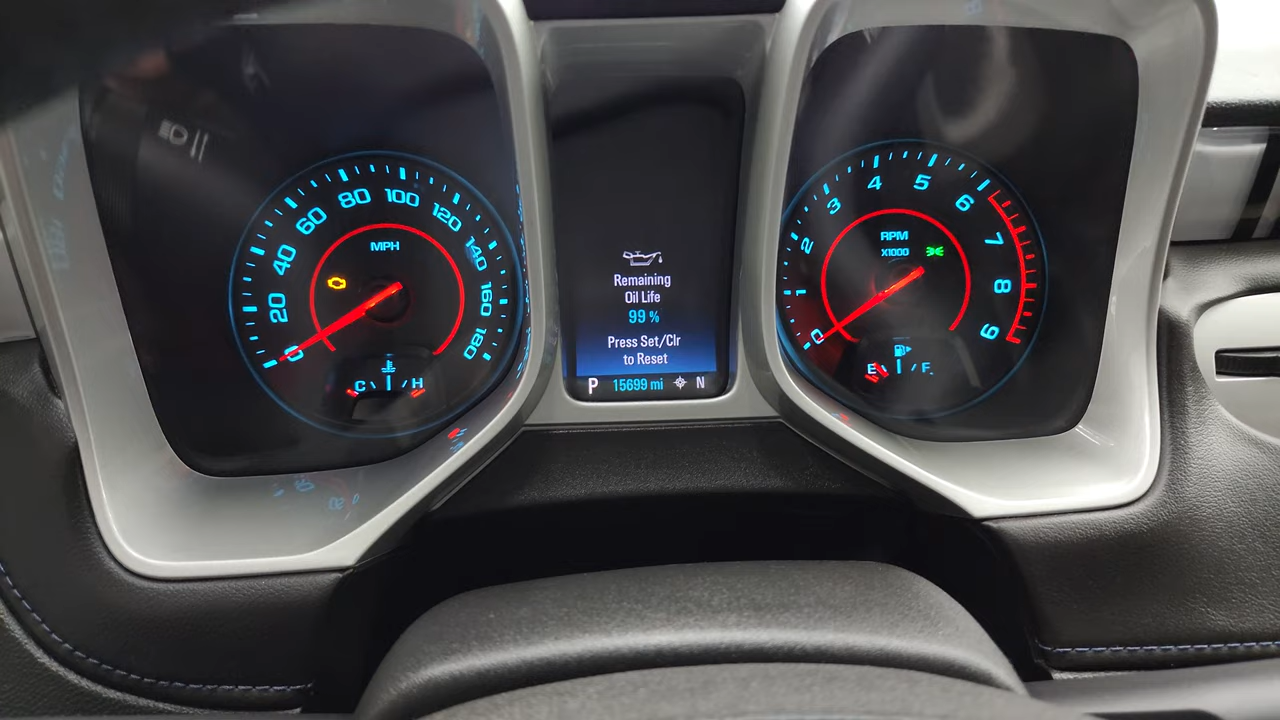 0
20
40
60
80
100
120
140
160
180
MPH
C H
Remaining
Oil Life
99 %
Press Set/Clr
to Reset
P 15699 mi N
0
1
2
3
4
5
6
7
8
9
RPM
X1000
E F